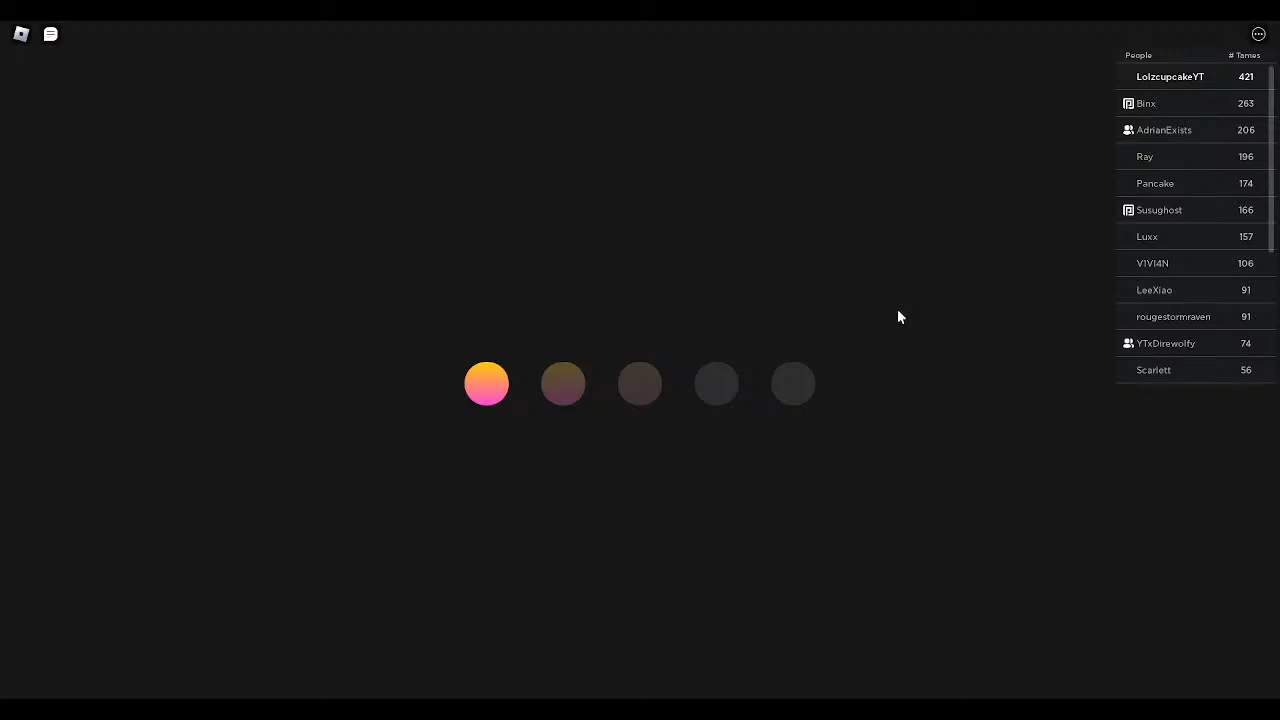 People # Tames
LolzcupcakeYT 421
Binx 263
AdrianExists 206
Ray 196
Pancake 174
Susughost 166
Luxx 157
V1VI4N 106
LeeXiao 91
rougestormraven 91
YTxDirewolfy 74
Scarlett 56